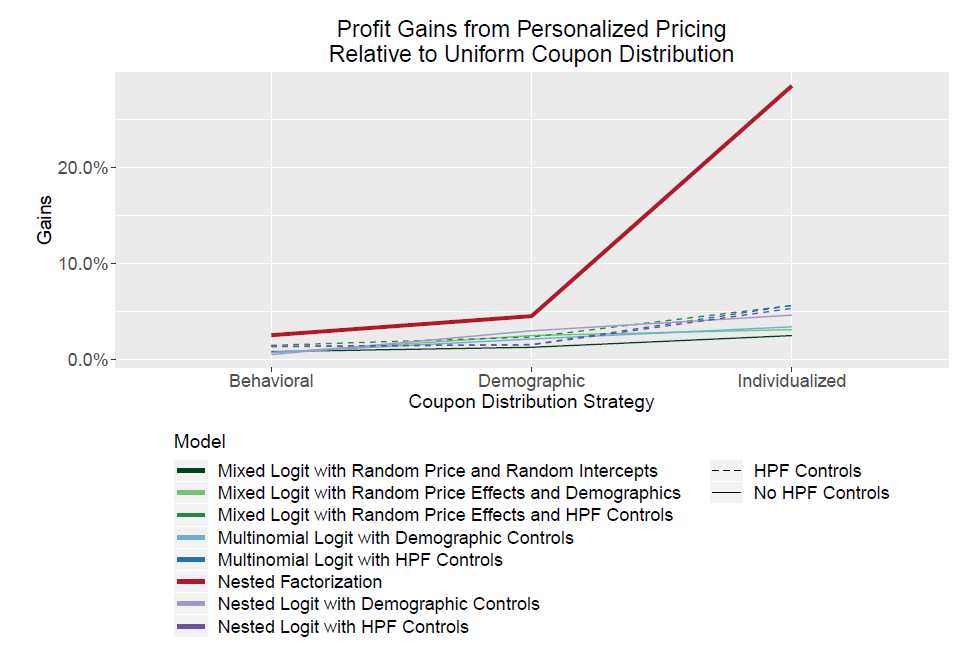 Profit Gains from Personalized Pricing
Relative to Uniform Coupon Distribution
20.0%
10.0%
0.0%
Gains
Behavioral
Demographic
Individualized
Coupon Distribution Strategy
Model
Mixed Logit with Random Price and Random Intercepts
Mixed Logit with Random Price Effects and Demographics
Mixed Logit with Random Price Effects and HPF Controls
Multinomial Logit with Demographic Controls
Multinomial Logit with HPF Controls
Nested Factorization
Nested Logit with Demographic Controls
Nested Logit with HPF Controls
HPF Controls
No HPF Controls